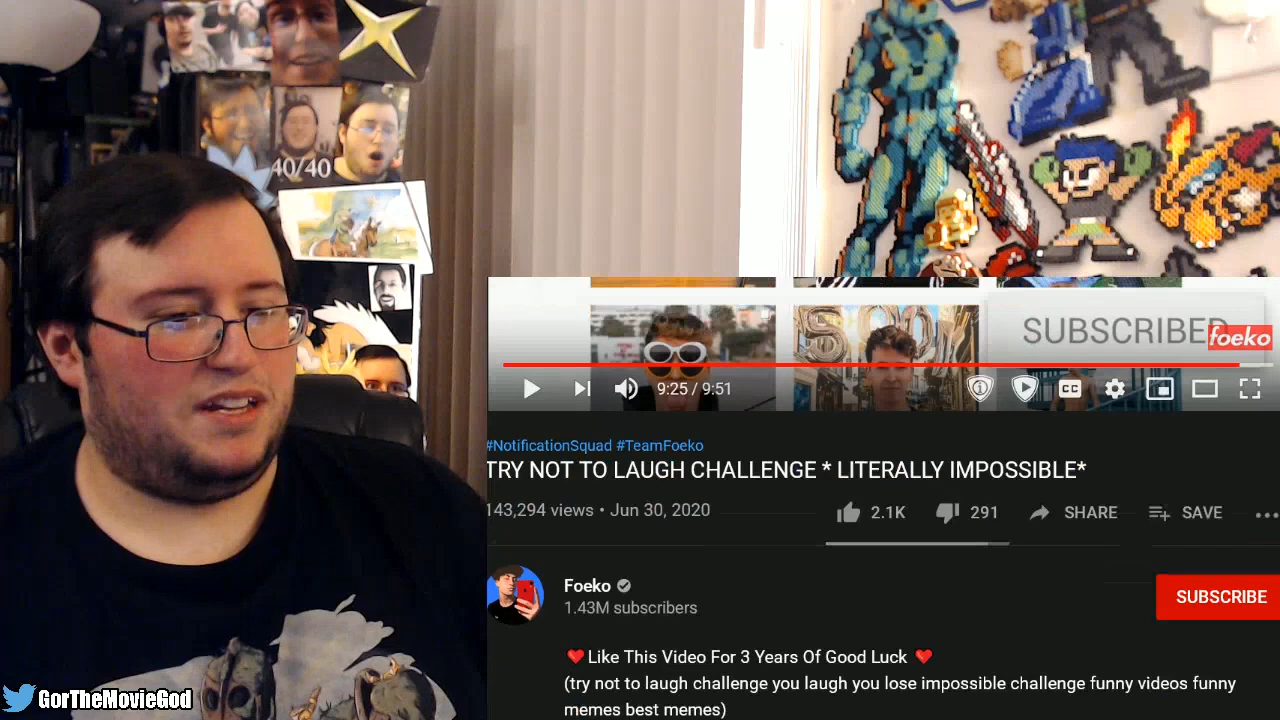 40/40
SUBSCRIBED
foeko
9:25 / 9:51
CC
#NotificationSquad #TeamFoeko
TRY NOT TO LAUGH CHALLENGE * LITERALLY IMPOSSIBLE*
143,294 views • Jun 30, 2020
2.1K
291
SHARE
SAVE
Foeko
1.43M subscribers
SUBSCRIBE
❤️Like This Video For 3 Years Of Good Luck ❤️
(try not to laugh challenge you laugh you lose impossible challenge funny videos funny
memes best memes)
GorTheMovieGod